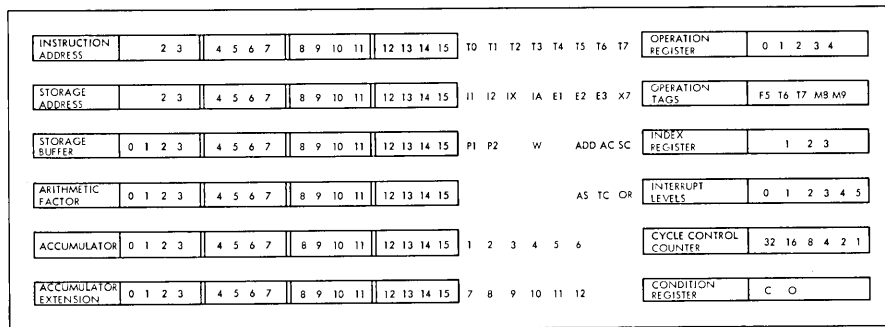 INSTRUCTION ADDRESS 2 3 4 5 6 7 8 9 10 11 12 13 14 15 T0 T1 T2 T3 T4 T5 T6 T7 OPERATION REGISTER 0 1 2 3 4
STORAGE ADDRESS 2 3 4 5 6 7 8 9 10 11 12 13 14 15 I1 I2 IX IA E1 E2 E3 X7 OPERATION TAGS F5 T6 T7 M8 M9
STORAGE BUFFER 0 1 2 3 4 5 6 7 8 9 10 11 12 13 14 15 P1 P2 W ADD AC SC INDEX REGISTER 1 2 3
ARITHMETIC FACTOR 0 1 2 3 4 5 6 7 8 9 10 11 12 13 14 15 AS TC OR INTERRUPT LEVELS 0 1 2 3 4 5
ACCUMULATOR 0 1 2 3 4 5 6 7 8 9 10 11 12 13 14 15 1 2 3 4 5 6 CYCLE CONTROL COUNTER 32 16 8 4 2 1
ACCUMULATOR EXTENSION 0 1 2 3 4 5 6 7 8 9 10 11 12 13 14 15 7 8 9 10 11 12 CONDITION REGISTER C O